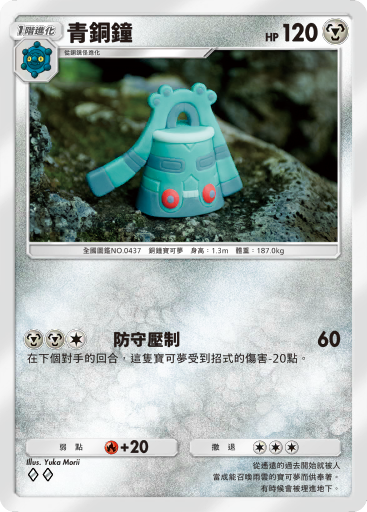 1階進化
青銅鐘
HP 120
從銅鏡怪進化
全國圖鑑NO.0437 銅鐘寶可夢 身高：1.3m 體重：187.0kg
防守壓制 60
在下個對手的回合，這隻寶可夢受到招式的傷害-20點。
弱點 +20 撤退
Illus. Yuka Morii
從遙遠的過去開始就被人
當成能召喚雨雲的寶可夢而供奉著。
有時候會被埋進地下。